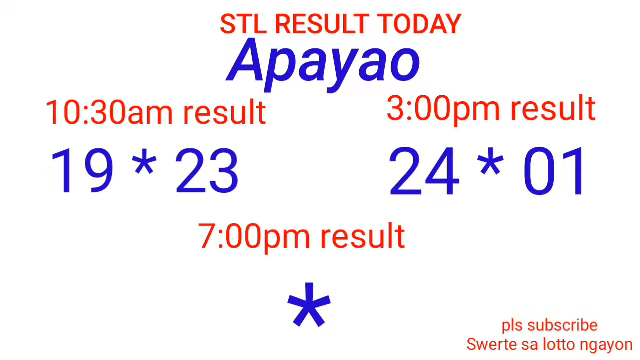 STL RESULT TODAY
Apayao
10:30am result
19 * 23
3:00pm result
24 * 01
7:00pm result
*
pls subscribe
Swerte sa lotto ngayon